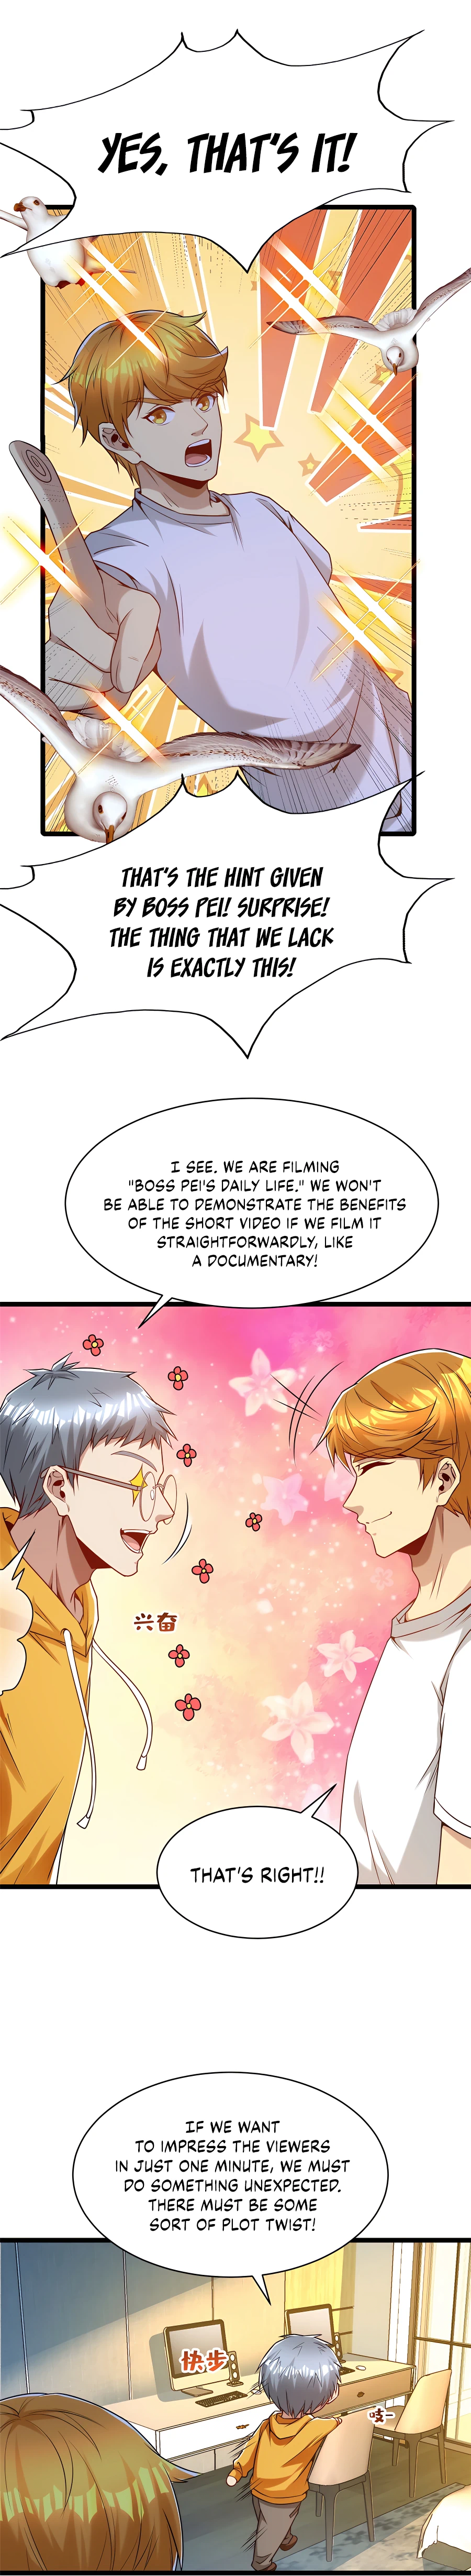 YES, THAT'S IT!
THAT'S THE HINT GIVEN
BY BOSS PEI! SURPRISE!
THE THING THAT WE LACK
IS EXACTLY THIS!
I SEE. WE ARE FILMING
"BOSS PEI'S DAILY LIFE." WE WON'T
BE ABLE TO DEMONSTRATE THE BENEFITS
OF THE SHORT VIDEO IF WE FILM IT
STRAIGHTFORWARDLY, LIKE
A DOCUMENTARY!
兴奋
THAT'S RIGHT!!
IF WE WANT
TO IMPRESS THE VIEWERS
IN JUST ONE MINUTE, WE MUST
DO SOMETHING UNEXPECTED.
THERE MUST BE SOME
SORT OF PLOT TWIST!
快步
吱-